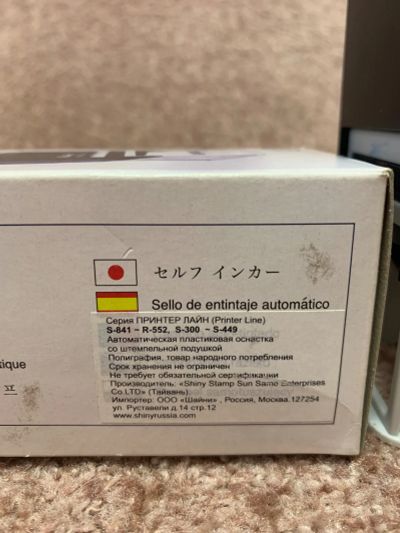 セルフ インカー
Sello de entintaje automático
Серия ПРИНТЕР ЛАЙН (Printer Line)
S-841 ~ R-552, S-300 ~ S-449
Автоматическая пластиковая оснастка
со штемпельной подушкой
Полиграфия, товар народного потребления
Срок хранения не ограничен
Не требует обязательной сертификации
Производитель: «Shiny Stamp Sun Same Enterprises
Co.LTD» (Тайвань).
Импортер: ООО «Шайни» , Россия, Москва.127254
ул. Руставели д.14 стр.12
www.shinyrussia.com
tique